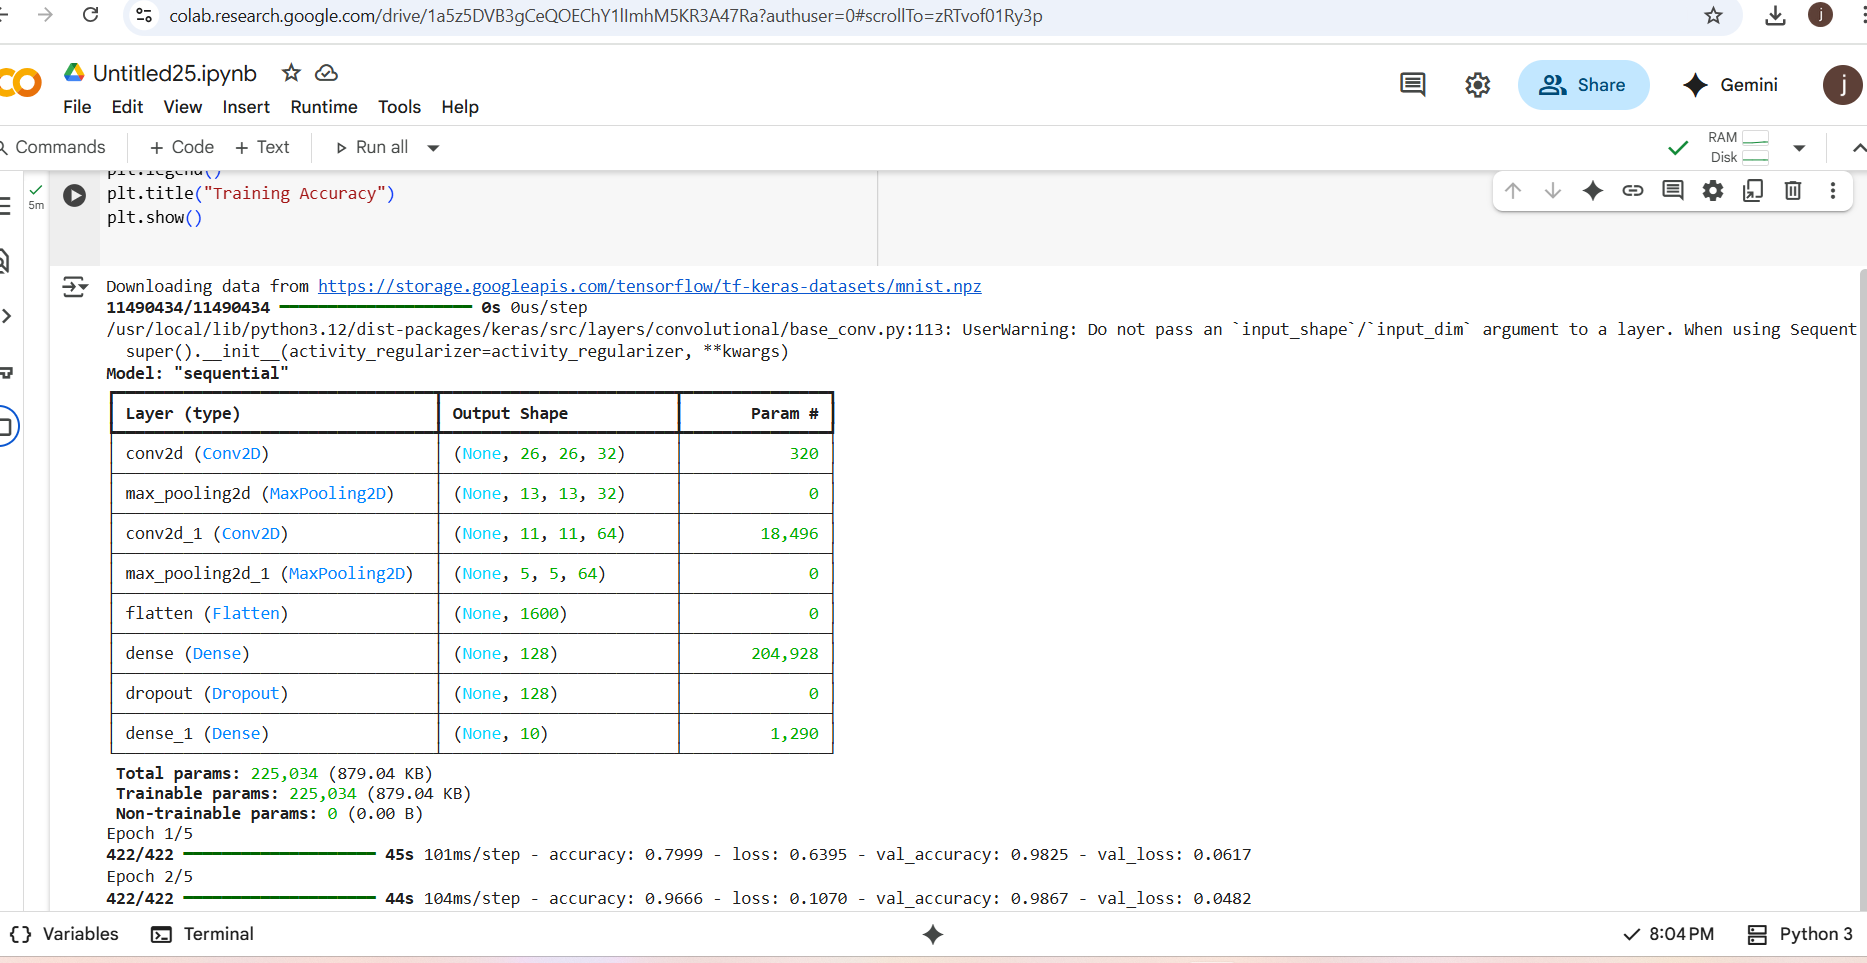 colab.research.google.com/drive/1a5z5DVB3gCeQOEChY1lImhM5KR3A47Ra?authuser=0#scrollTo=zRTvof01Ry3p
j
Untitled25.ipynb
Share
Gemini
j
File Edit View Insert Runtime Tools Help
Commands + Code + Text Run all
RAM
Disk
5m
plt.legend()
plt.title("Training Accuracy")
plt.show()
Downloading data from https://storage.googleapis.com/tensorflow/tf-keras-datasets/mnist.npz
11490434/11490434 0s 0us/step
/usr/local/lib/python3.12/dist-packages/keras/src/layers/convolutional/base_conv.py:113: UserWarning: Do not pass an `input_shape`/`input_dim` argument to a layer. When using Sequent
super().__init__(activity_regularizer=activity_regularizer, **kwargs)
Model: "sequential"
Layer (type) Output Shape Param #
conv2d (Conv2D) (None, 26, 26, 32) 320
max_pooling2d (MaxPooling2D) (None, 13, 13, 32) 0
conv2d_1 (Conv2D) (None, 11, 11, 64) 18,496
max_pooling2d_1 (MaxPooling2D) (None, 5, 5, 64) 0
flatten (Flatten) (None, 1600) 0
dense (Dense) (None, 128) 204,928
dropout (Dropout) (None, 128) 0
dense_1 (Dense) (None, 10) 1,290
Total params: 225,034 (879.04 KB)
Trainable params: 225,034 (879.04 KB)
Non-trainable params: 0 (0.00 B)
Epoch 1/5
422/422 45s 101ms/step - accuracy: 0.7999 - loss: 0.6395 - val_accuracy: 0.9825 - val_loss: 0.0617
Epoch 2/5
422/422 44s 104ms/step - accuracy: 0.9666 - loss: 0.1070 - val_accuracy: 0.9867 - val_loss: 0.0482
{} Variables Terminal 8:04 PM Python 3